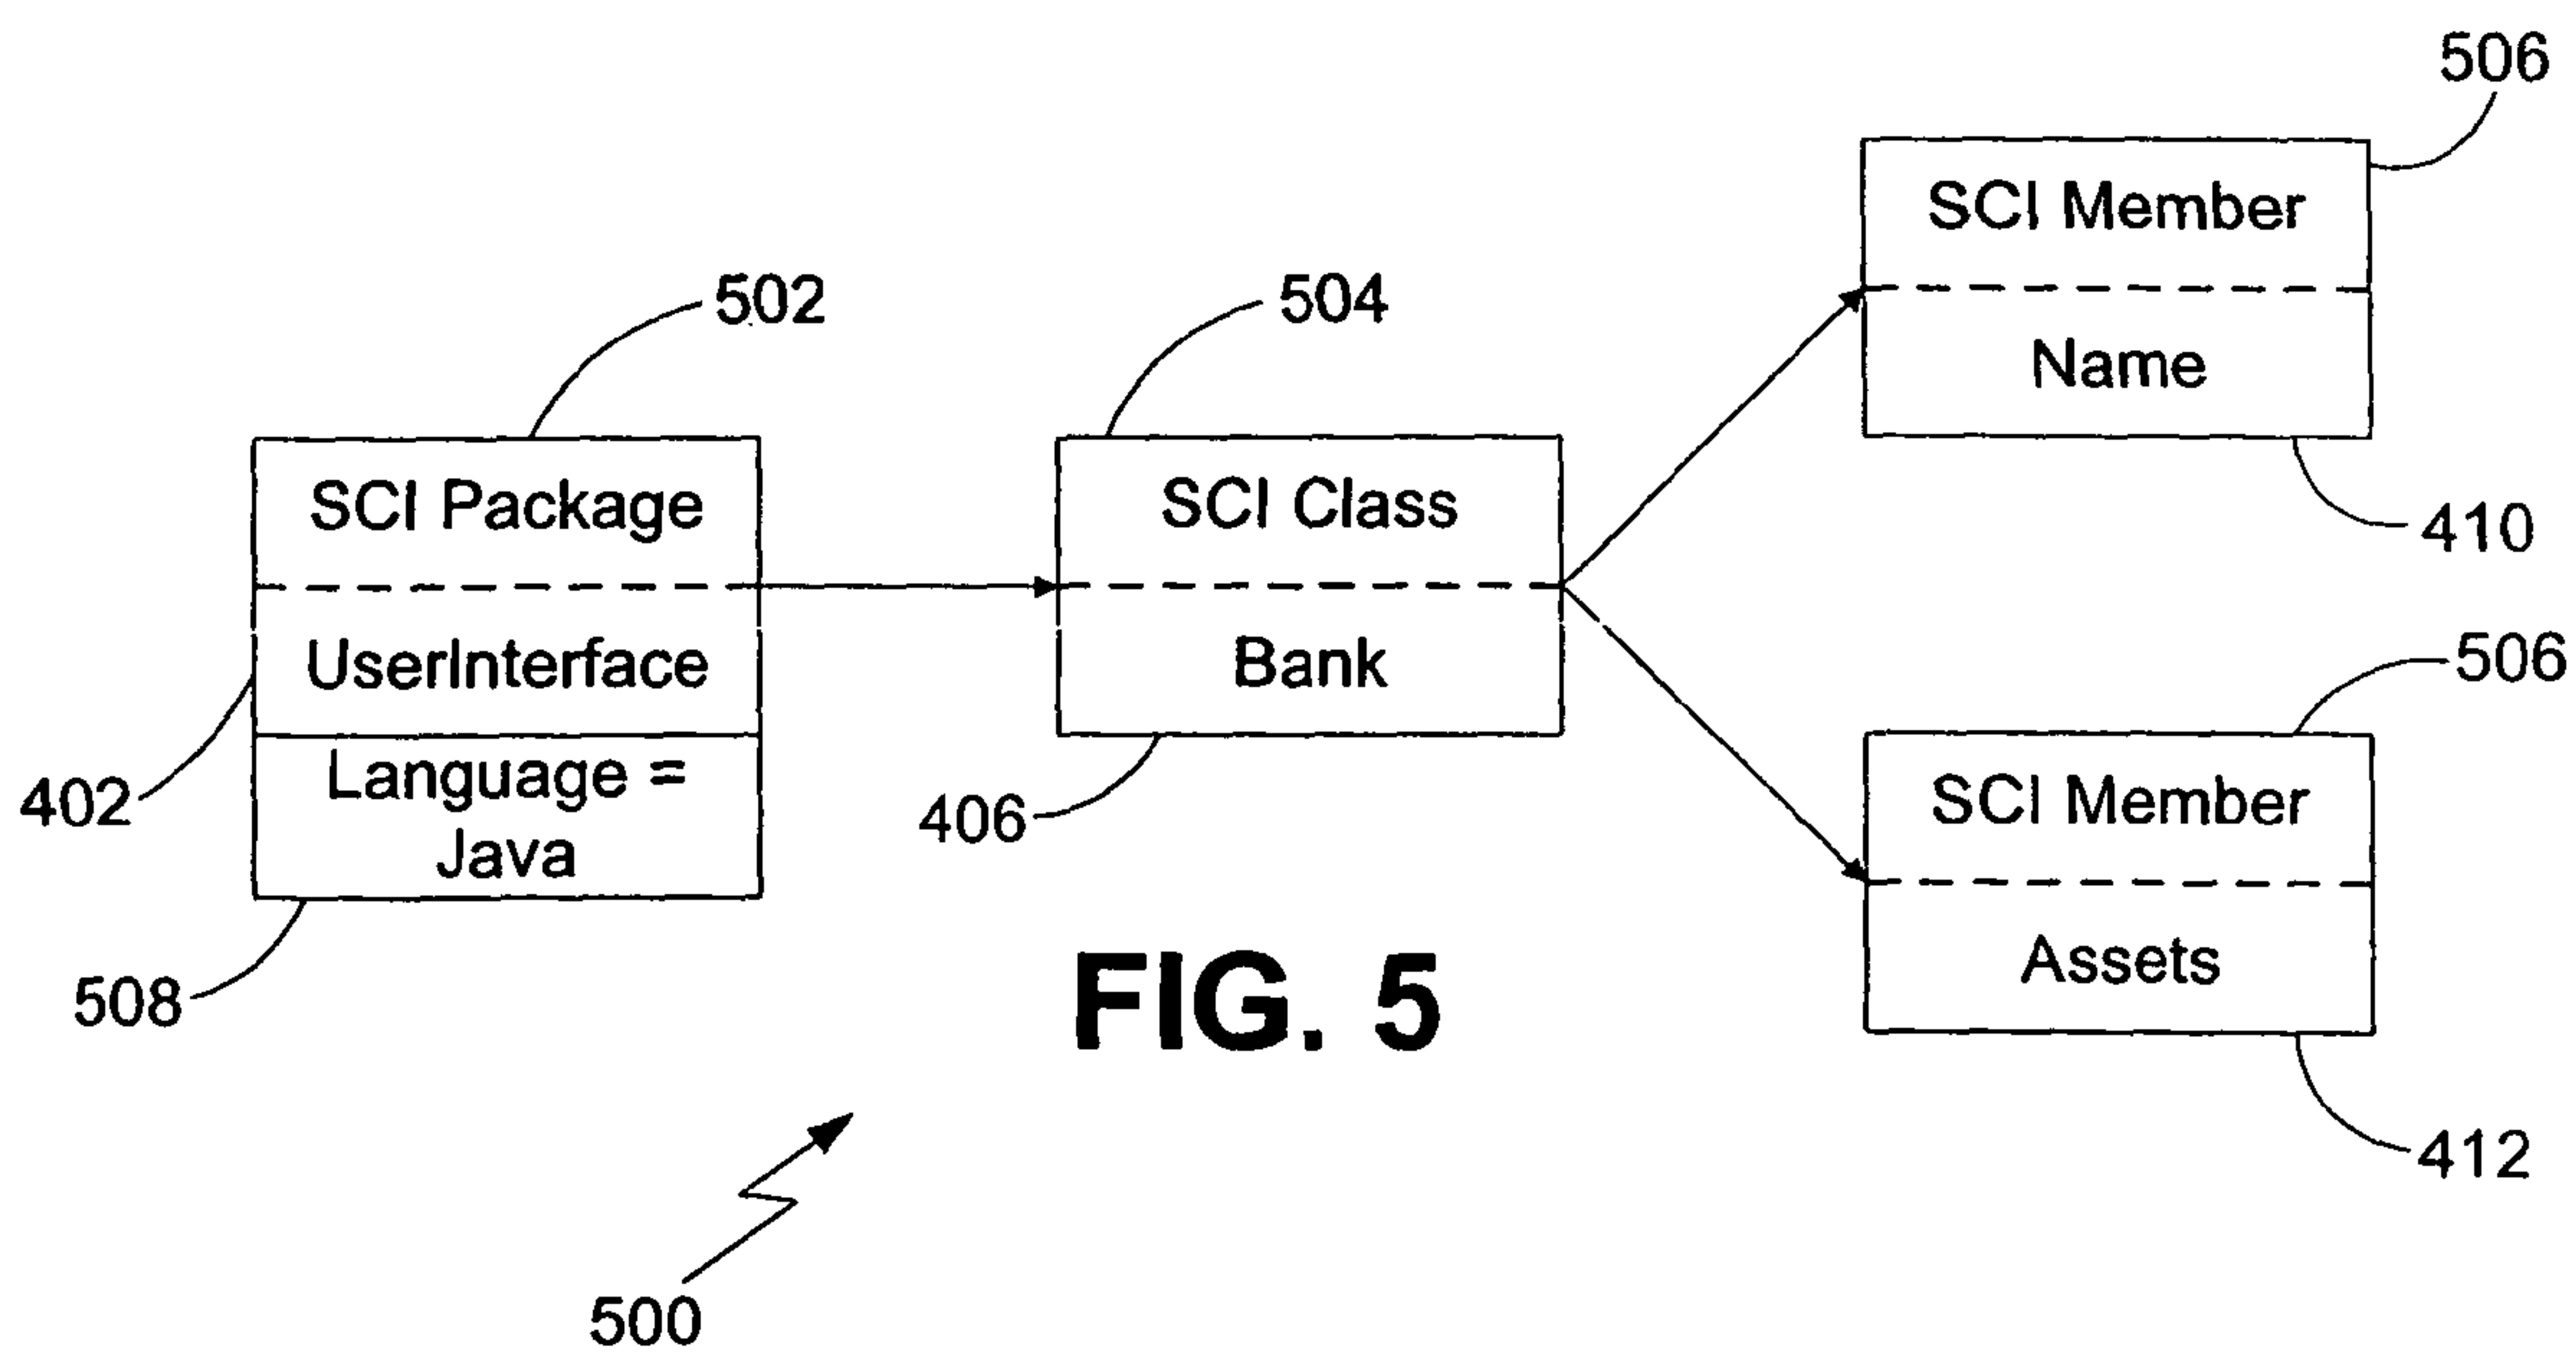 506
SCI Member
Name
410
502
SCI Package
UserInterface
Language =
Java
402
508
504
SCI Class
Bank
406
506
SCI Member
Assets
412
FIG. 5
500